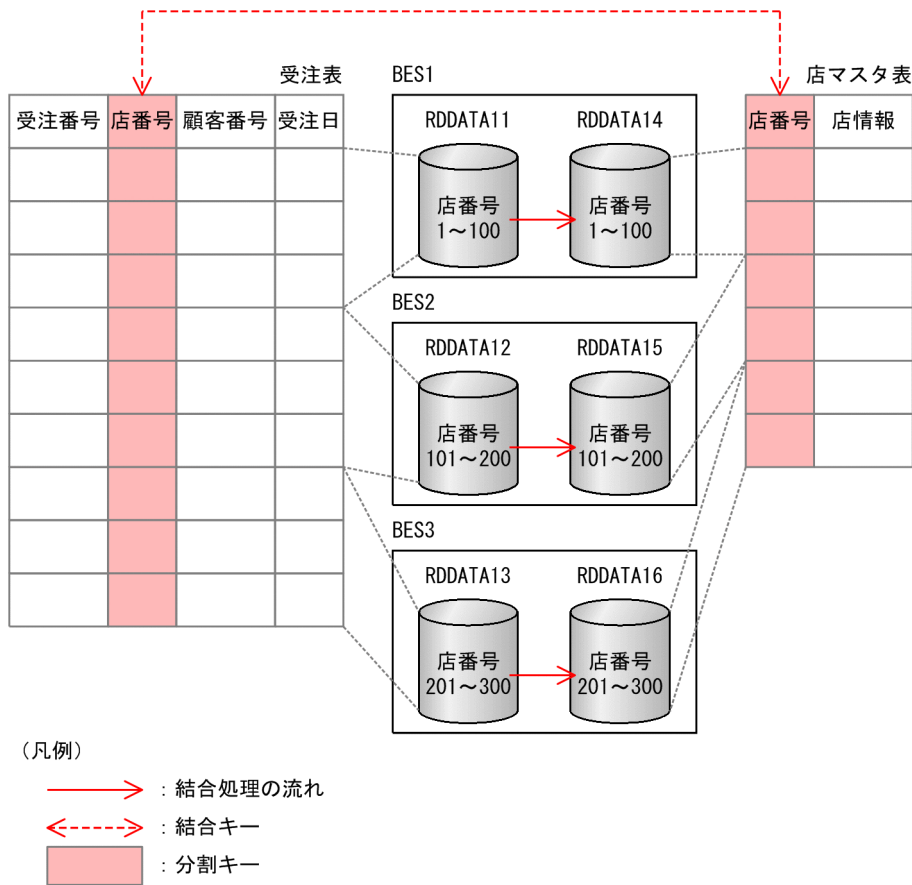 受注表
BES1
店マスタ表
受注番号 店番号 顧客番号 受注日
RDDATA11 RDDATA14
店番号 店情報
店番号
1～100
店番号
1～100
BES2
RDDATA12 RDDATA15
店番号
101～200
店番号
101～200
BES3
RDDATA13 RDDATA16
店番号
201～300
店番号
201～300
（凡例）
：結合処理の流れ
：結合キー
：分割キー